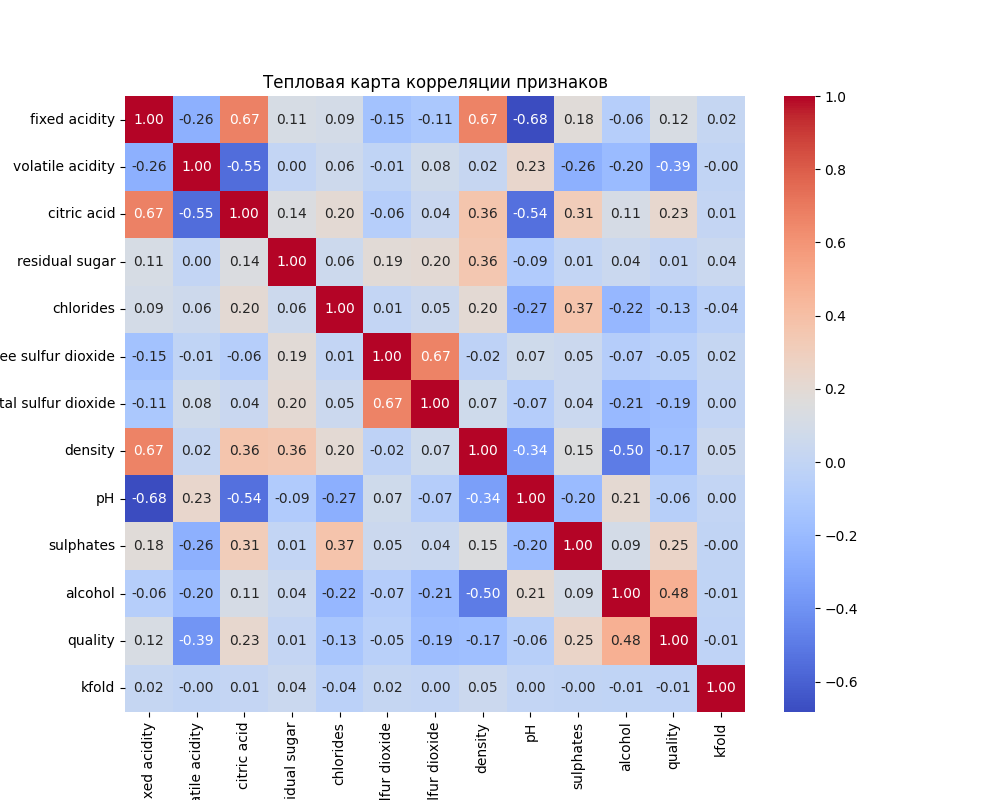 Тепловая карта корреляции признаков
fixed acidity 1.00 -0.26 0.67 0.11 0.09 -0.15 -0.11 0.67 -0.68 0.18 -0.06 0.12 0.02
volatile acidity -0.26 1.00 -0.55 0.00 0.06 -0.01 0.08 0.02 0.23 -0.26 -0.20 -0.39 -0.00
citric acid 0.67 -0.55 1.00 0.14 0.20 -0.06 0.04 0.36 -0.54 0.31 0.11 0.23 0.01
residual sugar 0.11 0.00 0.14 1.00 0.06 0.19 0.20 0.36 -0.09 0.01 0.04 0.01 0.04
chlorides 0.09 0.06 0.20 0.06 1.00 0.01 0.05 0.20 -0.27 0.37 -0.22 -0.13 -0.04
ee sulfur dioxide -0.15 -0.01 -0.06 0.19 0.01 1.00 0.67 -0.02 0.07 0.05 -0.07 -0.05 0.02
tal sulfur dioxide -0.11 0.08 0.04 0.20 0.05 0.67 1.00 0.07 -0.07 0.04 -0.21 -0.19 0.00
density 0.67 0.02 0.36 0.36 0.20 -0.02 0.07 1.00 -0.34 0.15 -0.50 -0.17 0.05
pH -0.68 0.23 -0.54 -0.09 -0.27 0.07 -0.07 -0.34 1.00 -0.20 0.21 -0.06 0.00
sulphates 0.18 -0.26 0.31 0.01 0.37 0.05 0.04 0.15 -0.20 1.00 0.09 0.25 -0.00
alcohol -0.06 -0.20 0.11 0.04 -0.22 -0.07 -0.21 -0.50 0.21 0.09 1.00 0.48 -0.01
quality 0.12 -0.39 0.23 0.01 -0.13 -0.05 -0.19 -0.17 -0.06 0.25 0.48 1.00 -0.01
kfold 0.02 -0.00 0.01 0.04 -0.04 0.02 0.00 0.05 0.00 -0.00 -0.01 -0.01 1.00
xed acidity
atile acidity
citric acid
idual sugar
chlorides
lfur dioxide
lfur dioxide
density
pH
sulphates
alcohol
quality
kfold
1.0
0.8
0.6
0.4
0.2
0.0
−0.2
−0.4
−0.6